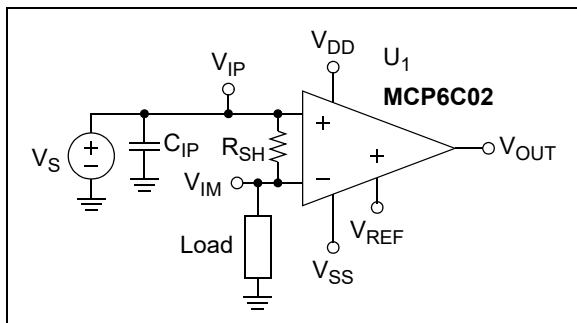 V_DD
U_1
V_IP
MCP6C02
+
+
−
C_IP
R_SH
V_S
+
−
V_OUT
V_IM
Load
V_REF
V_SS